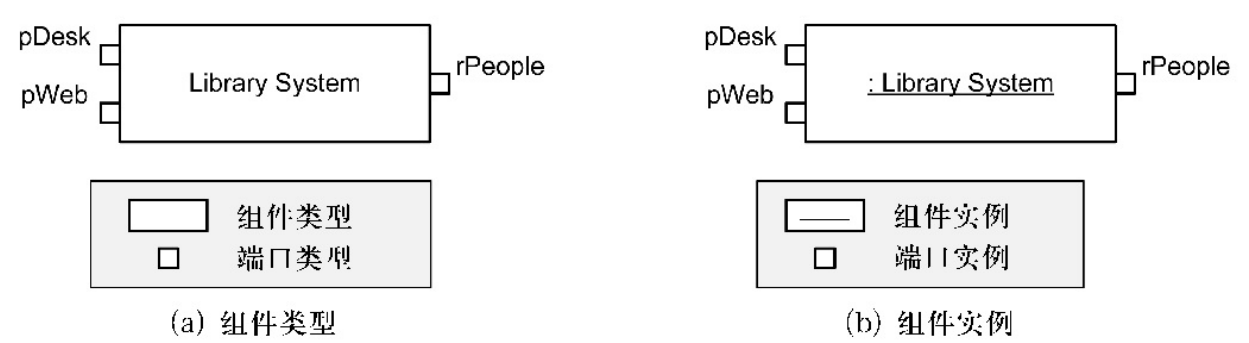 pDesk
pWeb
Library System
rPeople
组件类型
端口类型
(a) 组件类型
pDesk
pWeb
: Library System
rPeople
组件实例
端口实例
(b) 组件实例